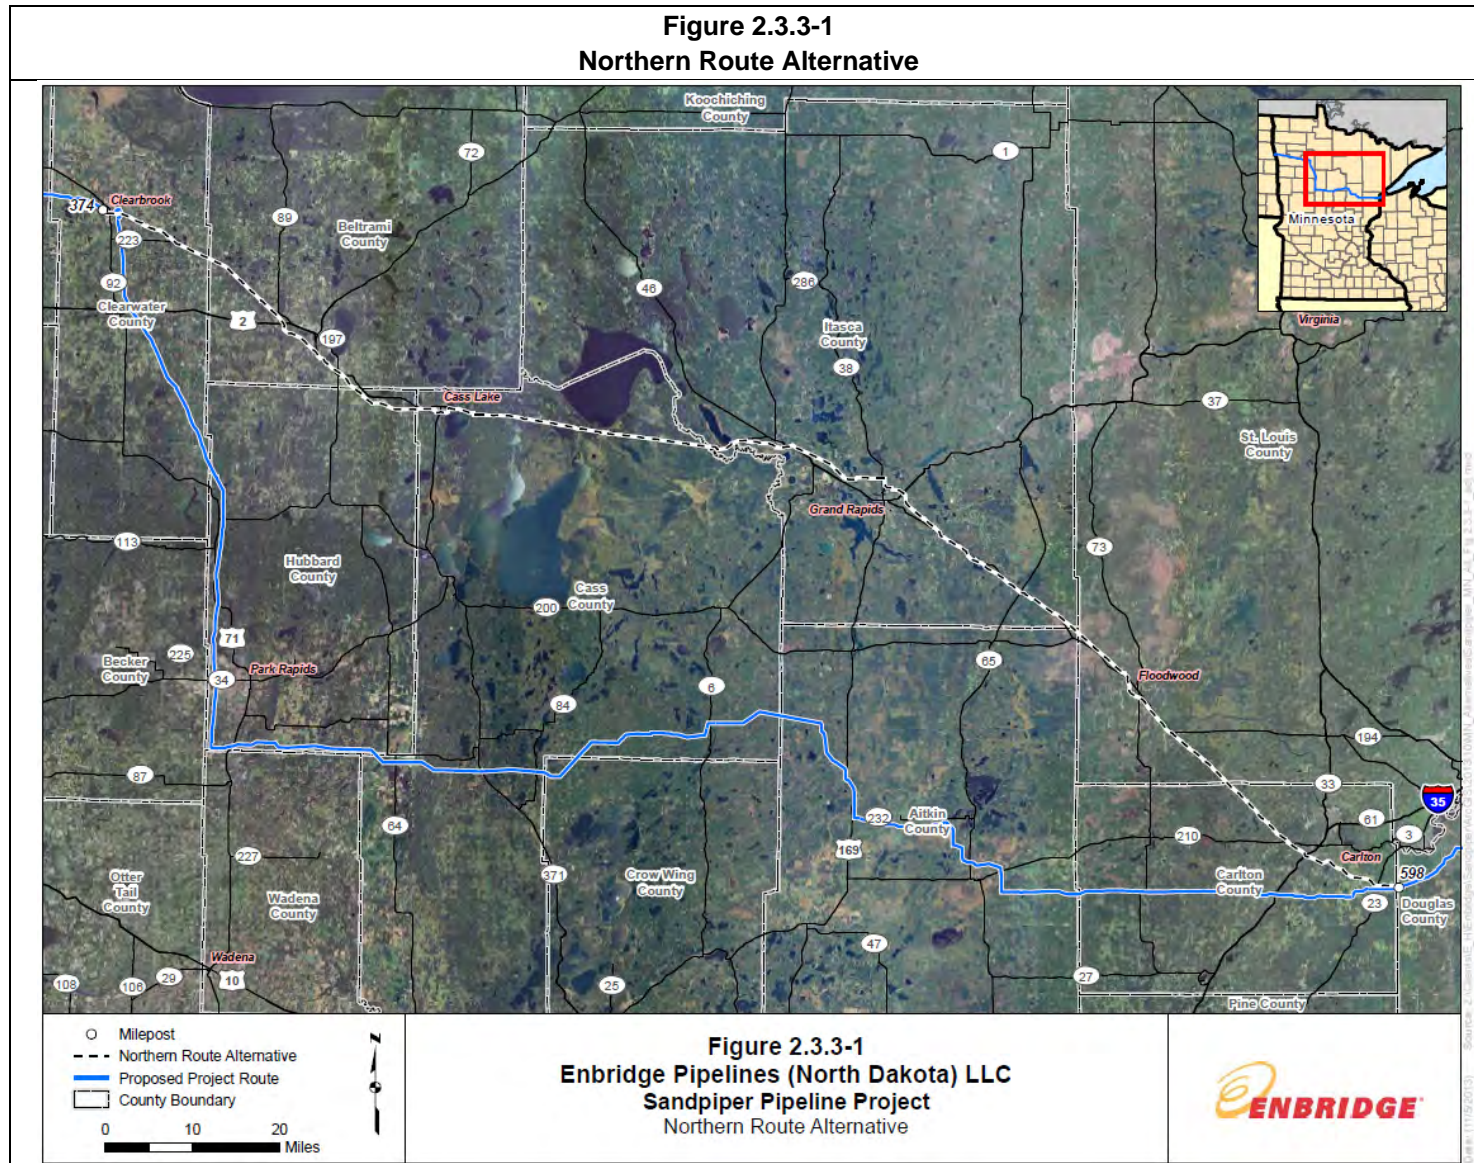 Figure 2.3.3-1
Northern Route Alternative
Koochiching
County
72
1
Minnesota
Clearbrook
374
89
Beltrami
County
223
92
Clearwater
County
2
197
46
286
Itasca
County
38
Virginia
Cass Lake
37
St. Louis
County
Grand Rapids
73
113
Hubbard
County
Cass
County
200
71
225
Becker
County
34
Park Rapids
65
Floodwood
6
84
194
87
33
35
64
232
Aitkin
County
61
3
210
169
Carlton
227
371
Crow Wing
County
Carlton
County
598
23
Douglas
County
Otter
Tail
County
Wadena
County
47
Wadena
10
29
106
108
25
27
Pine County
Milepost
Northern Route Alternative
Proposed Project Route
County Boundary
0 10 20
Miles
N
Figure 2.3.3-1
Enbridge Pipelines (North Dakota) LLC
Sandpiper Pipeline Project
Northern Route Alternative
ENBRIDGE
Date: (11/5/2013)